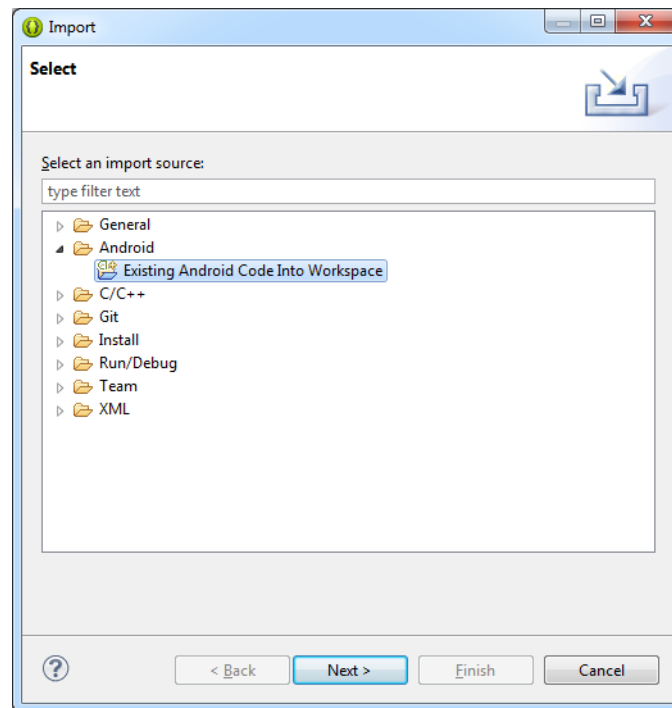 Import
Select
Select an import source:
type filter text
General
Android
Existing Android Code Into Workspace
C/C++
Git
Install
Run/Debug
Team
XML
? < Back Next > Finish Cancel